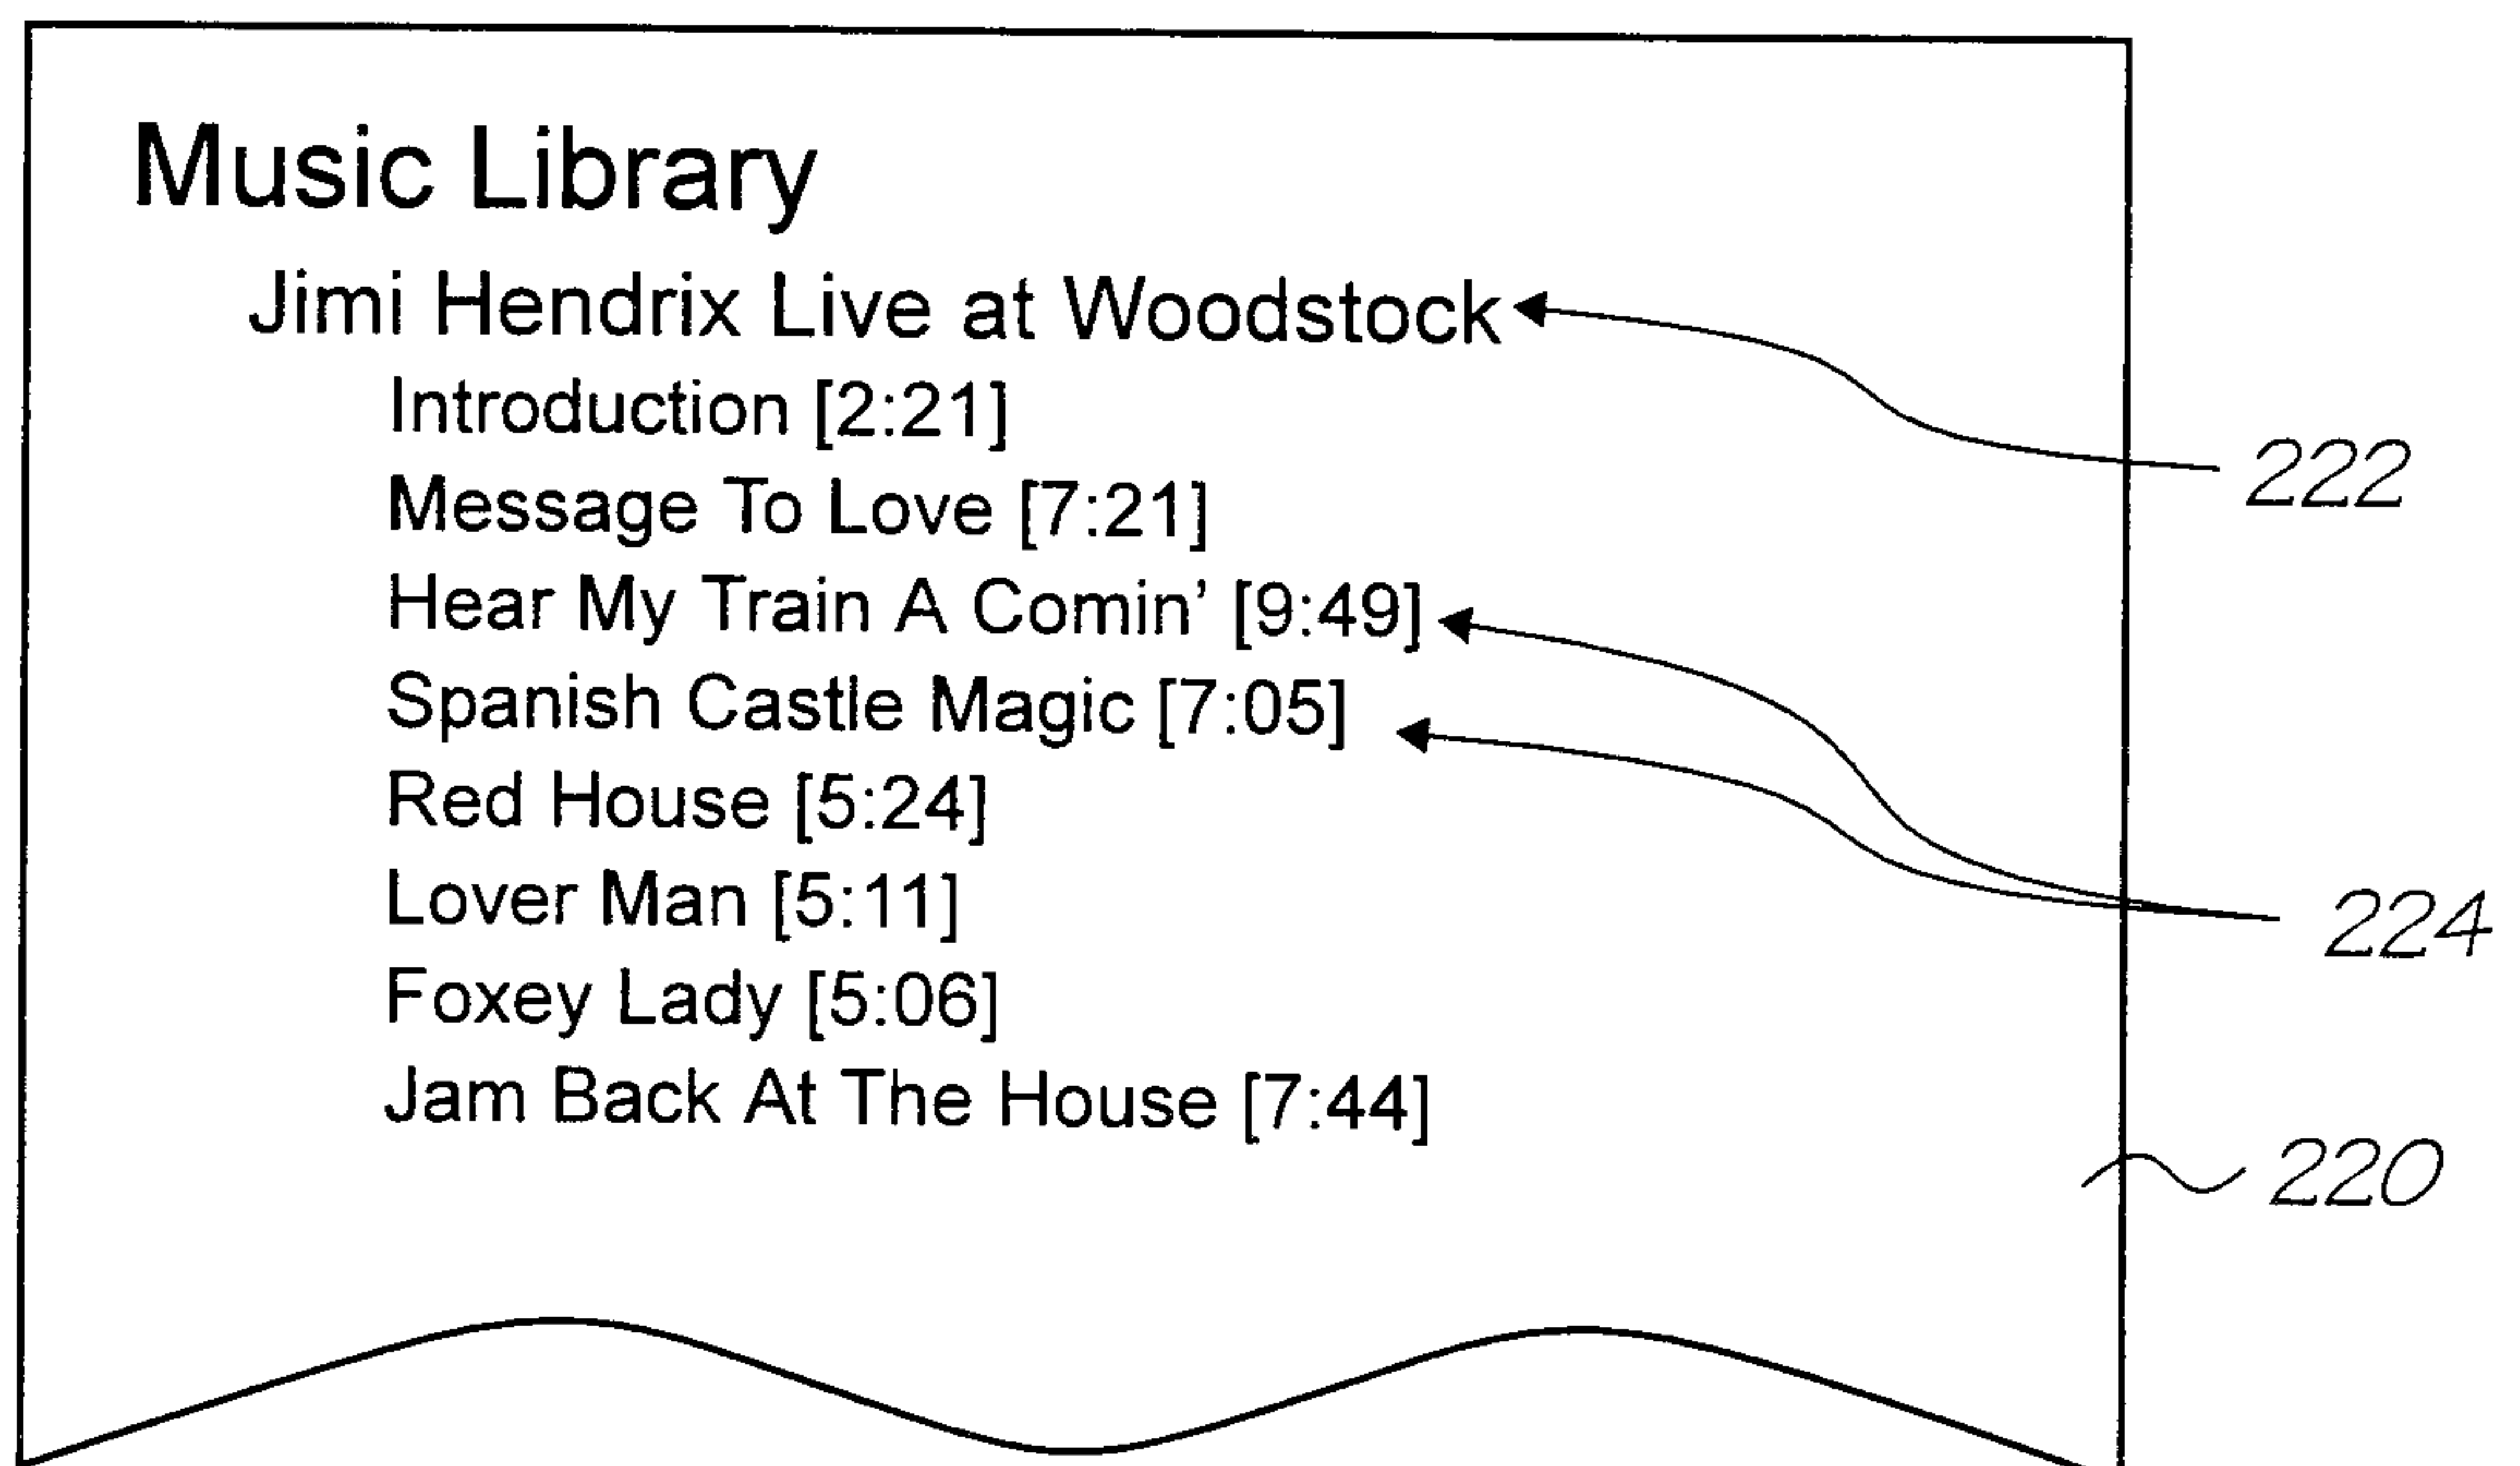 Music Library
Jimi Hendrix Live at Woodstock
Introduction [2:21]
222
Message To Love [7:21]
Hear My Train A Comin' [9:49]
Spanish Castle Magic [7:05]
Red House [5:24]
Lover Man [5:11]
224
Foxey Lady [5:06]
Jam Back At The House [7:44]
220